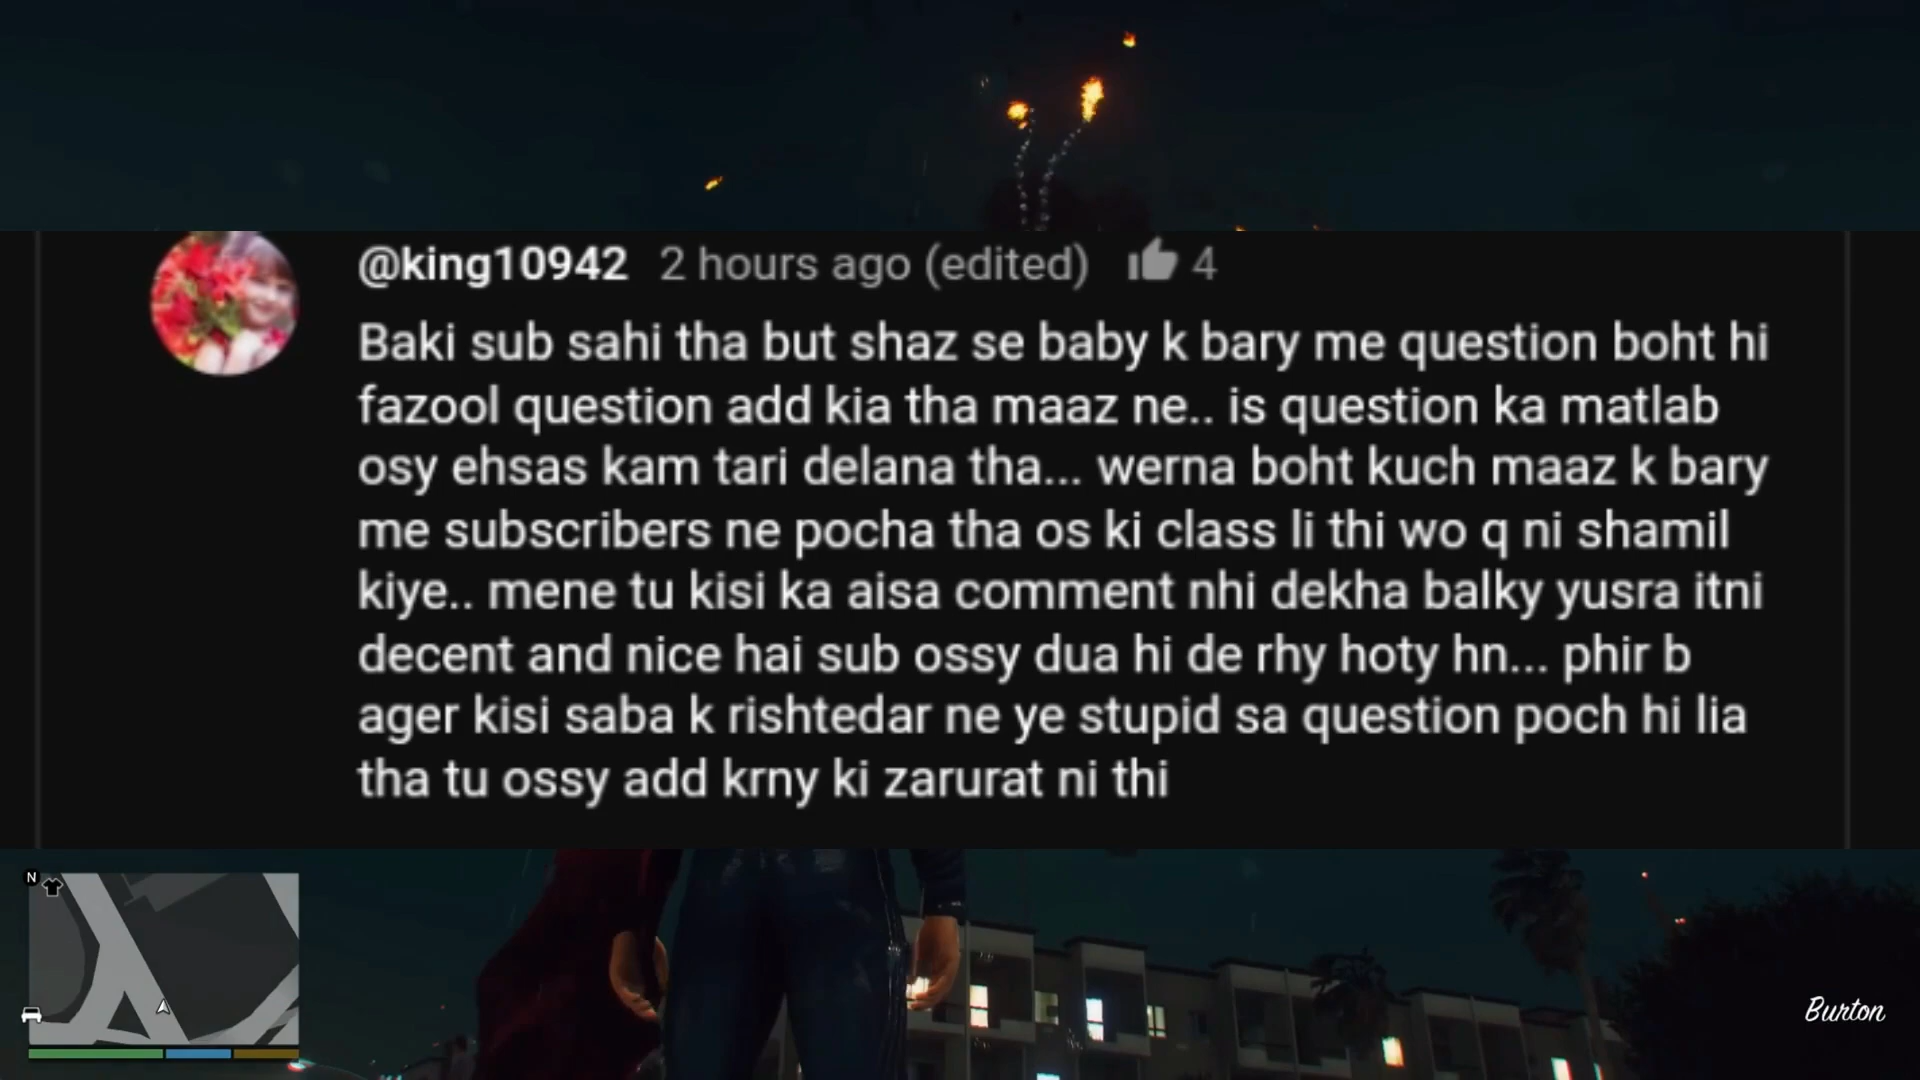 @king10942 2 hours ago (edited) 4
Baki sub sahi tha but shaz se baby k bary me question boht hi
fazool question add kia tha maaz ne.. is question ka matlab
osy ehsas kam tari delana tha... werna boht kuch maaz k bary
me subscribers ne pocha tha os ki class li thi wo q ni shamil
kiye.. mene tu kisi ka aisa comment nhi dekha balky yusra itni
decent and nice hai sub ossy dua hi de rhy hoty hn... phir b
ager kisi saba k rishtedar ne ye stupid sa question poch hi lia
tha tu ossy add krny ki zarurat ni thi
N
Burton